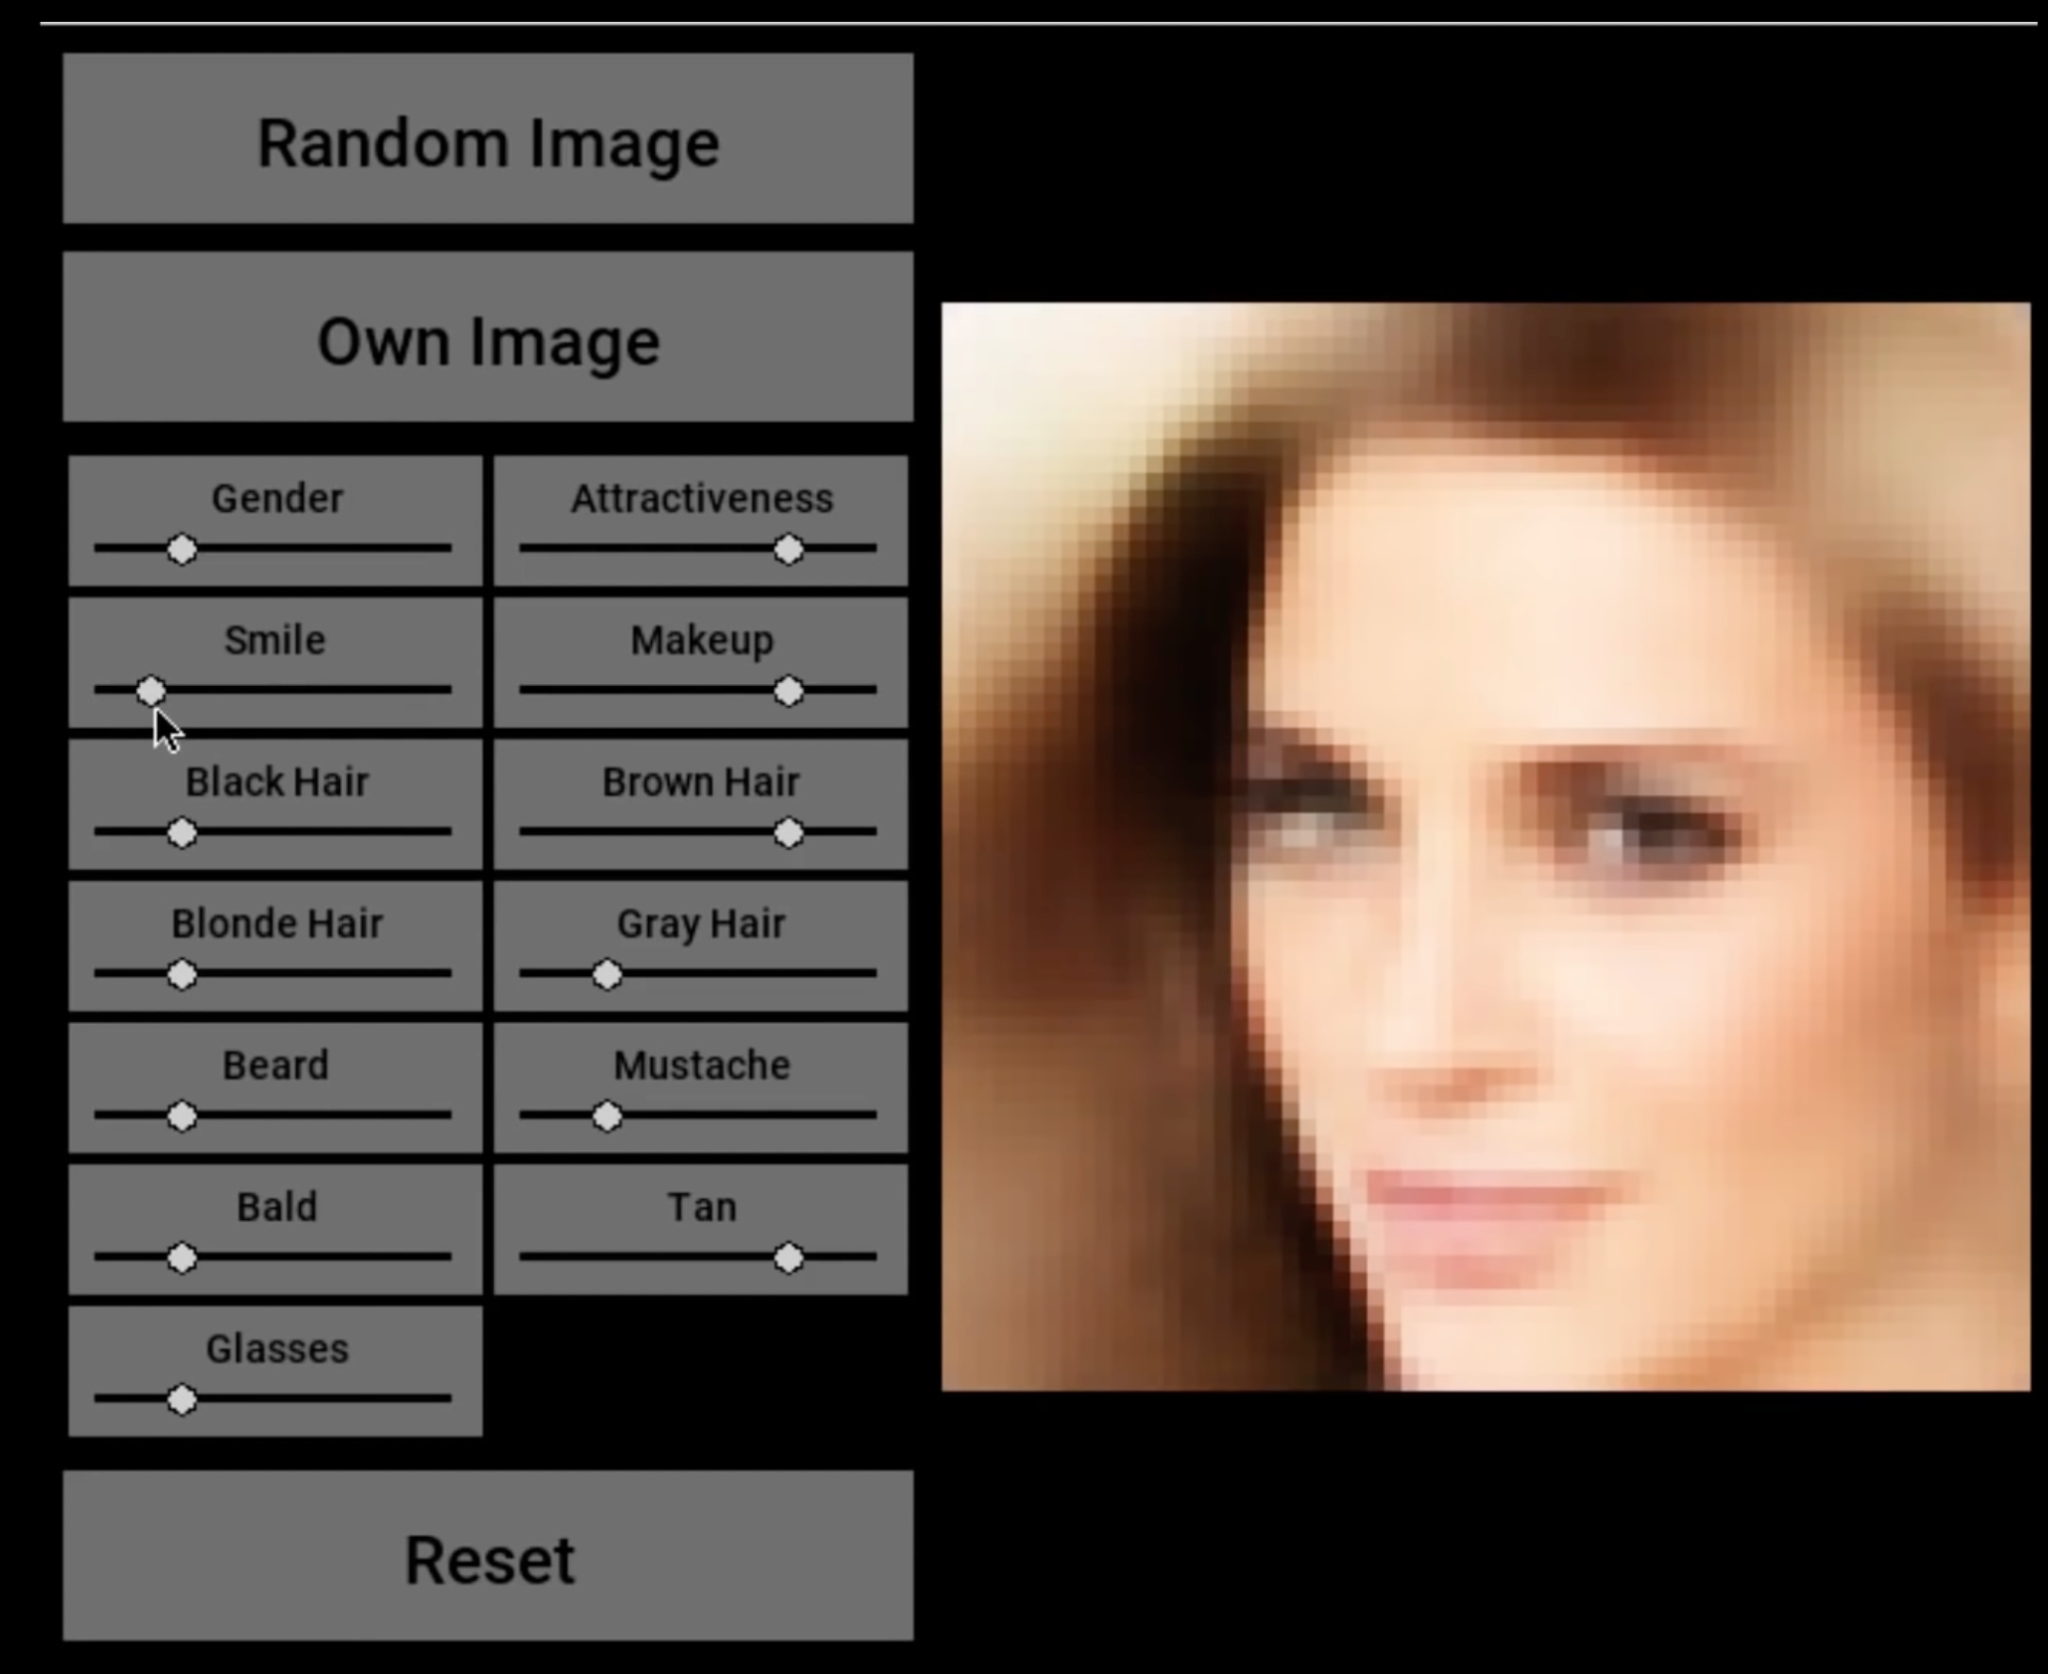 Random Image
Own Image
Gender
Attractiveness
Smile
Makeup
Black Hair
Brown Hair
Blonde Hair
Gray Hair
Beard
Mustache
Bald
Tan
Glasses
Reset